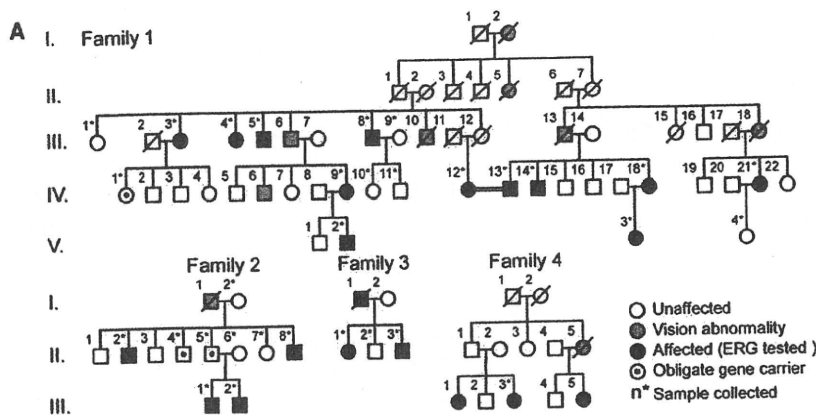 A
I. Family 1
1 2
II.
1 2 3 4 5 6 7
III.
1* 2 3* 4* 5* 6 7 8* 9* 10 11 12 13 14 15 16 17 18
IV.
1* 2 3 4 5 6 7 8 9* 10* 11* 12* 13* 14* 15 16 17 18* 19 20 21* 22
V.
1 2* 3* 4*
Family 2 Family 3 Family 4
I.
1 2* 1 2 1 2
II.
1 2* 3 4* 5* 6* 7* 8* 1* 2* 3* 1 2 3 4 5
III.
1* 2* 1 2 3* 4 5
Unaffected
Vision abnormality
Affected (ERG tested )
Obligate gene carrier
n* Sample collected